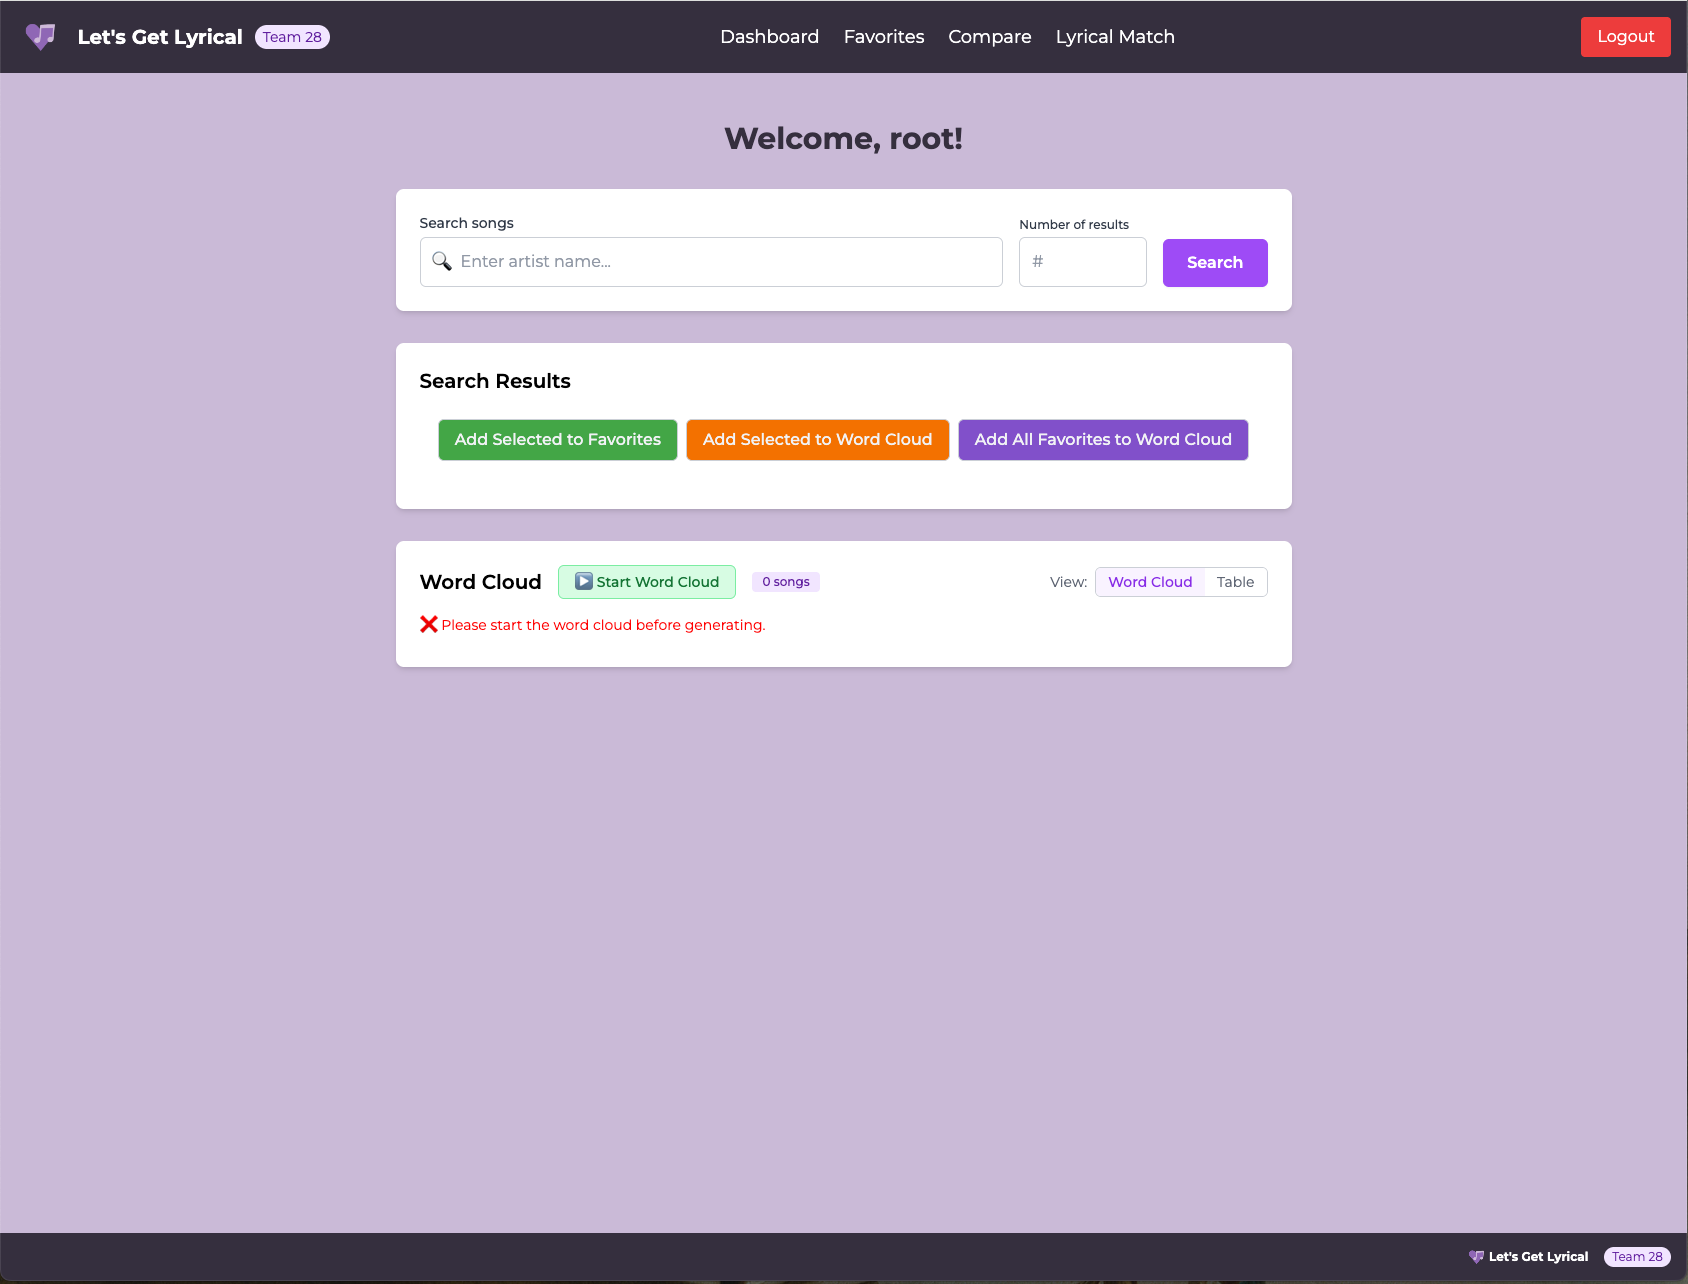 Let's Get Lyrical Team 28 Dashboard Favorites Compare Lyrical Match Logout
Welcome, root!
Search songs Number of results
🔍 Enter artist name... # Search
Search Results
Add Selected to Favorites Add Selected to Word Cloud Add All Favorites to Word Cloud
Word Cloud ▶️ Start Word Cloud 0 songs View: Word Cloud Table
❌ Please start the word cloud before generating.
Let's Get Lyrical Team 28